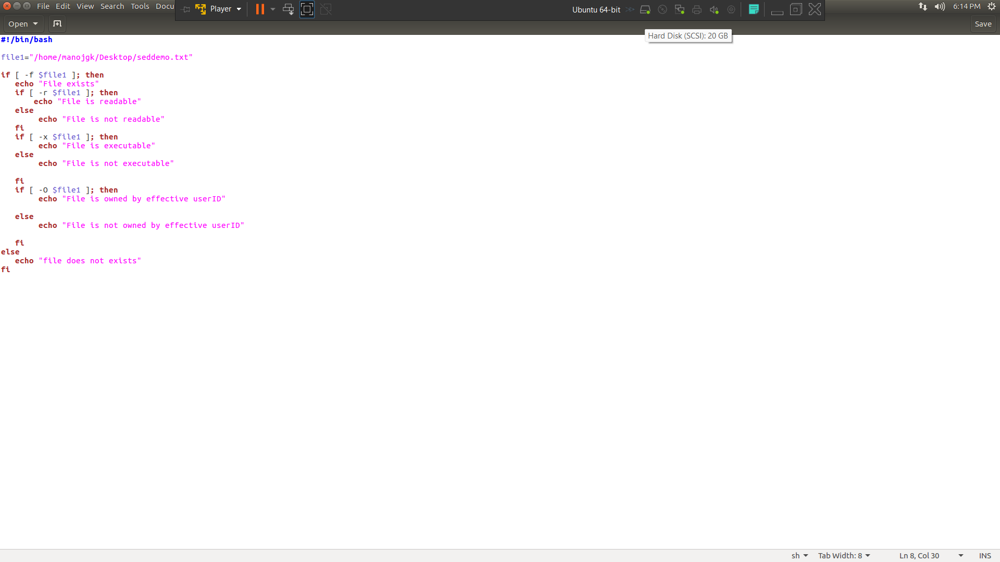 File Edit View Search Tools Docu
Player
Ubuntu 64-bit
6:14 PM
Open
Save
Hard Disk (SCSI): 20 GB
#!/bin/bash
file1="/home/manojgk/Desktop/seddemo.txt"
if [ -f $file1 ]; then
echo "File exists"
if [ -r $file1 ]; then
echo "File is readable"
else
echo "File is not readable"
fi
if [ -x $file1 ]; then
echo "File is executable"
else
echo "File is not executable"
fi
if [ -O $file1 ]; then
echo "File is owned by effective userID"
else
echo "File is not owned by effective userID"
fi
else
echo "file does not exists"
fi
sh Tab Width: 8 Ln 8, Col 30 INS